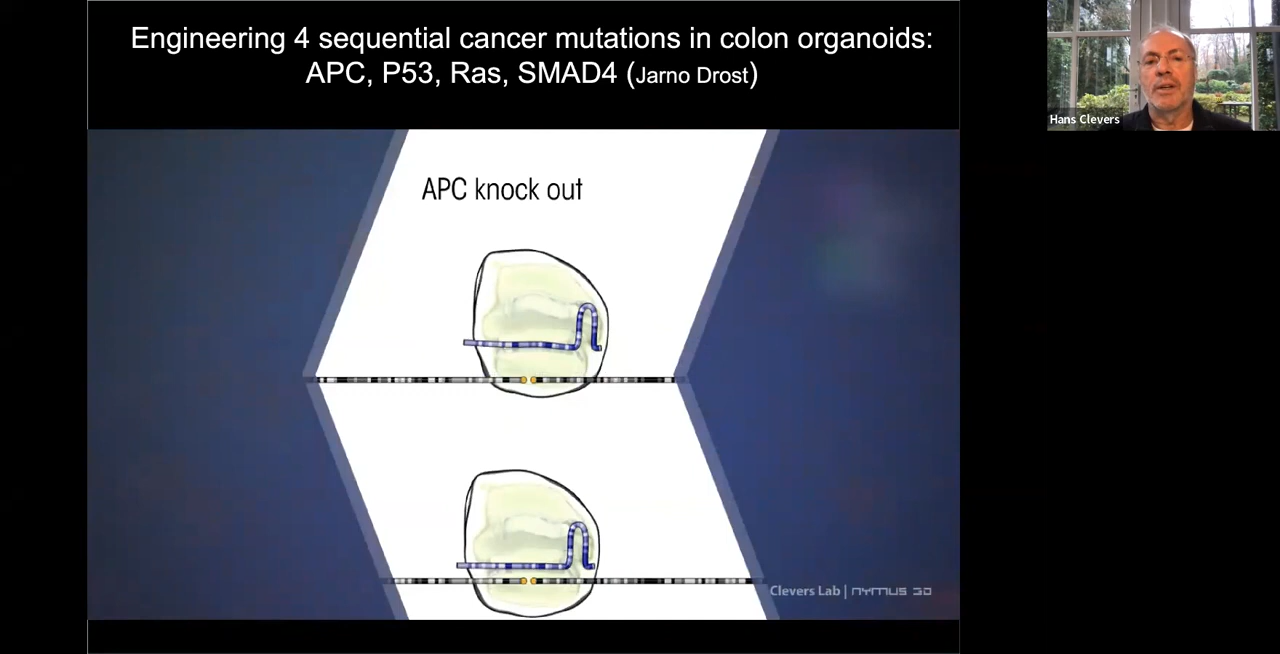 Engineering 4 sequential cancer mutations in colon organoids:
APC, P53, Ras, SMAD4 (Jarno Drost)
Hans Clevers
APC knock out
Clevers Lab | NYMUS 3D